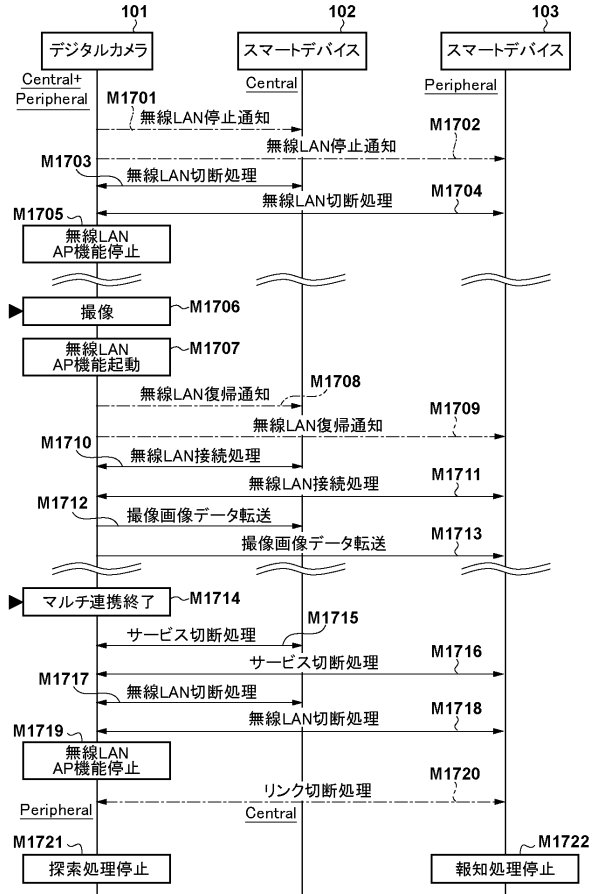 101 102 103
デジタルカメラ スマートデバイス スマートデバイス
Central+
Peripheral
Central
Peripheral
M1701
無線LAN停止通知
M1702
無線LAN停止通知
M1703
無線LAN切断処理
M1704
無線LAN切断処理
M1705
無線LAN
AP機能停止
撮像
M1706
無線LAN
AP機能起動
M1707
M1708
無線LAN復帰通知
M1709
無線LAN復帰通知
M1710
無線LAN接続処理
M1711
無線LAN接続処理
M1712
撮像画像データ転送
M1713
撮像画像データ転送
マルチ連携終了
M1714
M1715
サービス切断処理
M1716
サービス切断処理
M1717
無線LAN切断処理
M1718
無線LAN切断処理
M1719
無線LAN
AP機能停止
M1720
リンク切断処理
Peripheral
Central
M1721
探索処理停止
M1722
報知処理停止